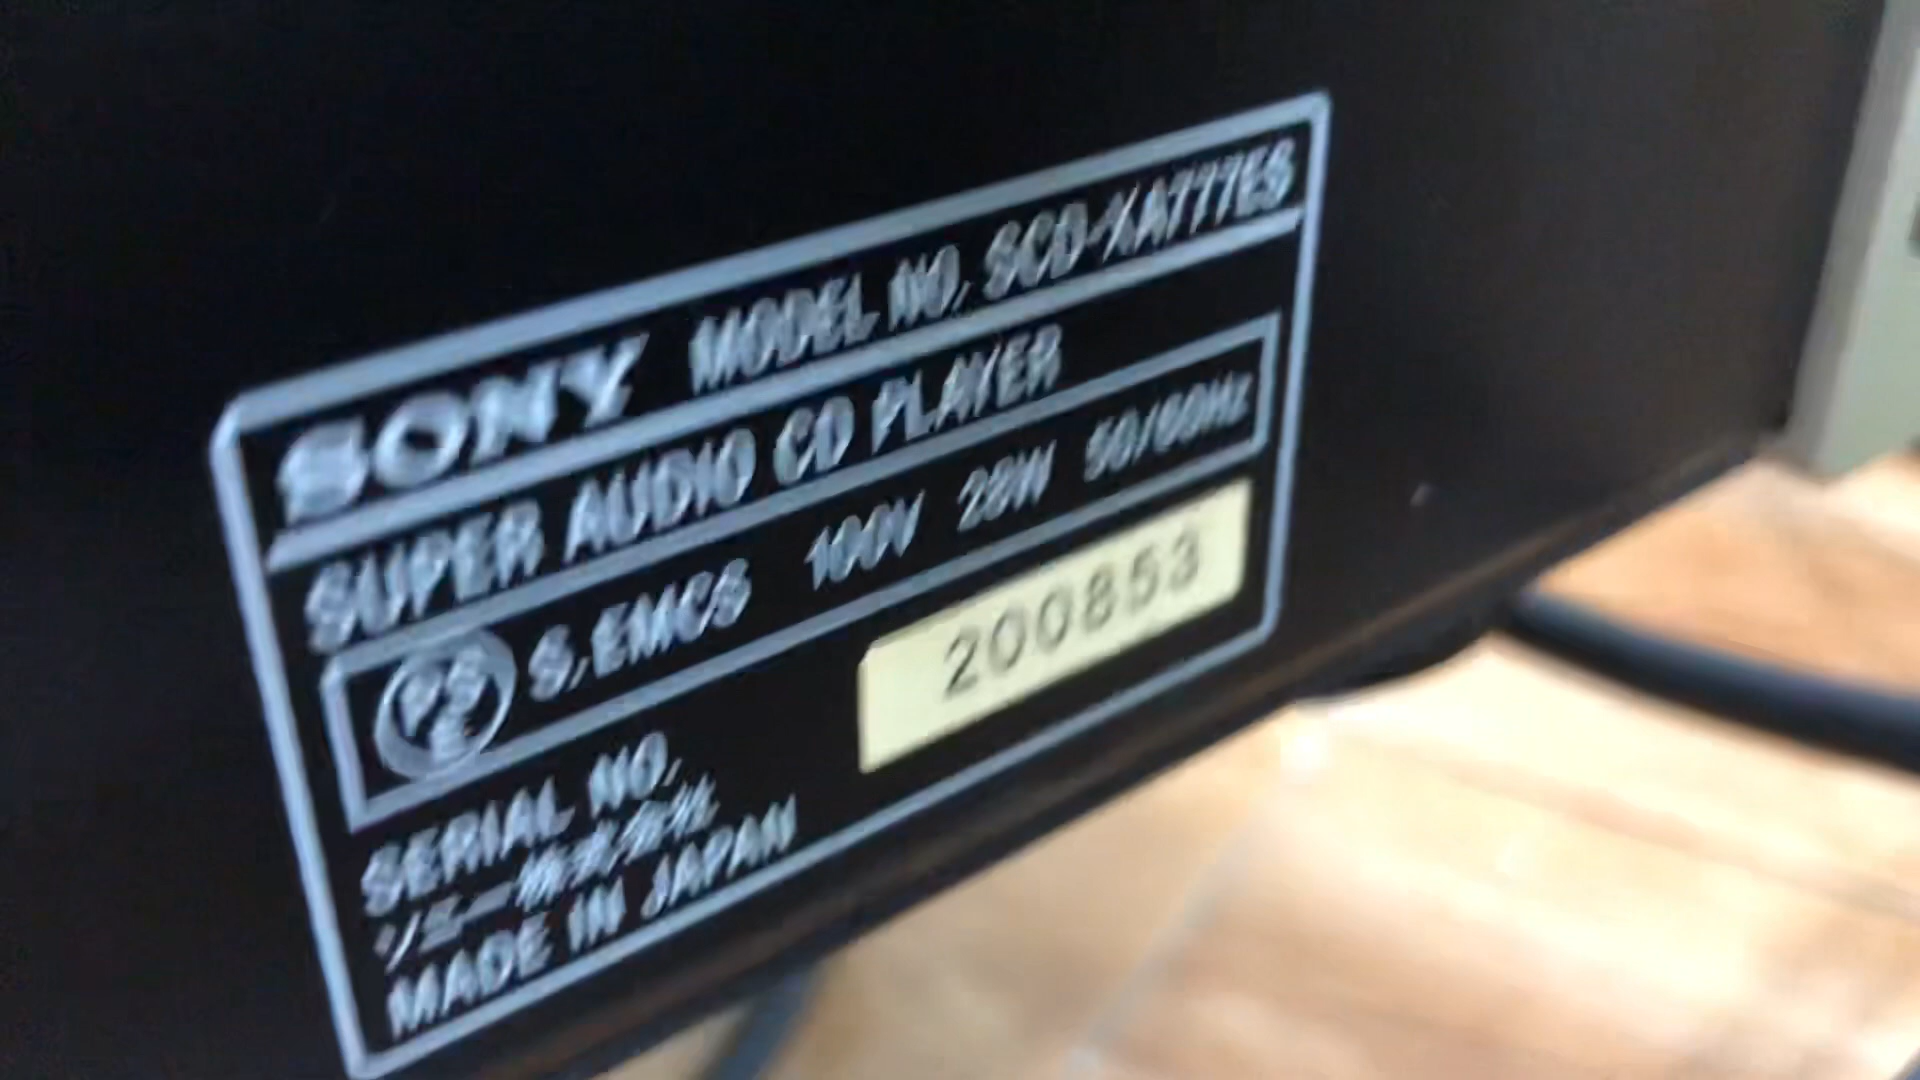 SONY MODEL NO. SCD-XA777ES
SUPER AUDIO CD PLAYER
PSE S.EMCS 100V 28W 50/60Hz
SERIAL NO. 200853
ソニー株式会社
MADE IN JAPAN